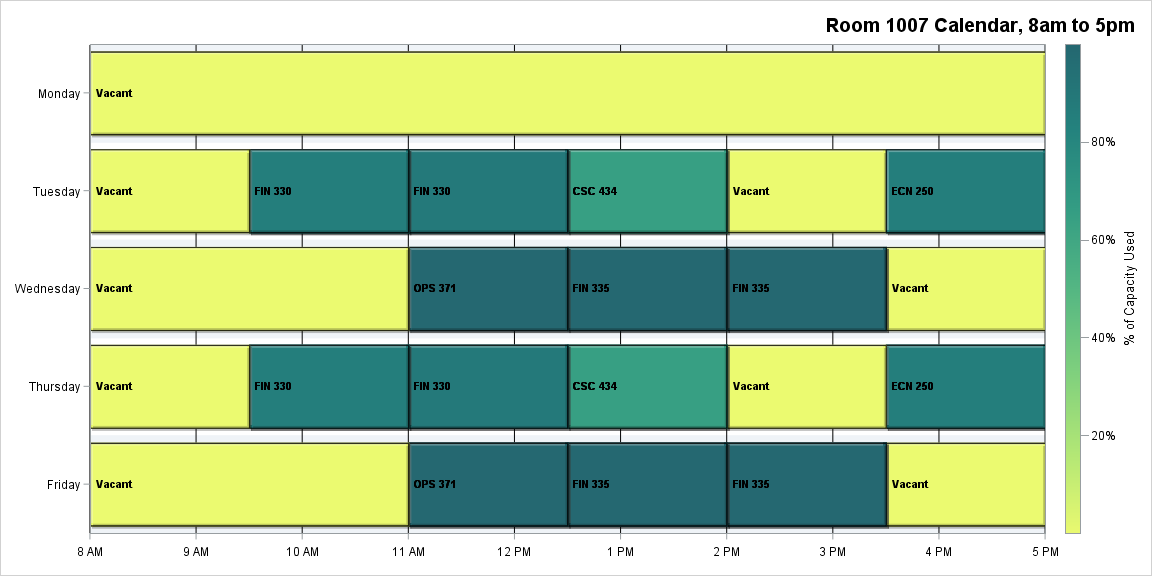 Room 1007 Calendar, 8am to 5pm
Monday
Vacant
Tuesday
Vacant
FIN 330
FIN 330
CSC 434
Vacant
ECN 250
Wednesday
Vacant
OPS 371
FIN 335
FIN 335
Vacant
Thursday
Vacant
FIN 330
FIN 330
CSC 434
Vacant
ECN 250
Friday
Vacant
OPS 371
FIN 335
FIN 335
Vacant
8 AM
9 AM
10 AM
11 AM
12 PM
1 PM
2 PM
3 PM
4 PM
5 PM
80%
60%
40%
20%
% of Capacity Used